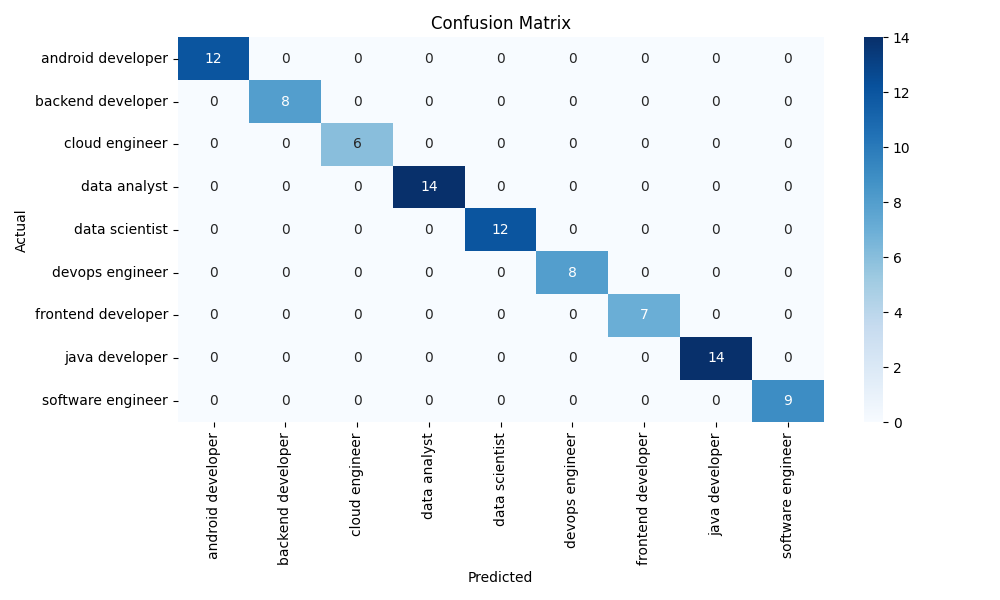 Confusion Matrix
android developer 12 0 0 0 0 0 0 0 0
backend developer 0 8 0 0 0 0 0 0 0
cloud engineer 0 0 6 0 0 0 0 0 0
data analyst 0 0 0 14 0 0 0 0 0
data scientist 0 0 0 0 12 0 0 0 0
devops engineer 0 0 0 0 0 8 0 0 0
frontend developer 0 0 0 0 0 0 7 0 0
java developer 0 0 0 0 0 0 0 14 0
software engineer 0 0 0 0 0 0 0 0 9
Actual
android developer
backend developer
cloud engineer
data analyst
data scientist
devops engineer
frontend developer
java developer
software engineer
Predicted
14
12
10
8
6
4
2
0